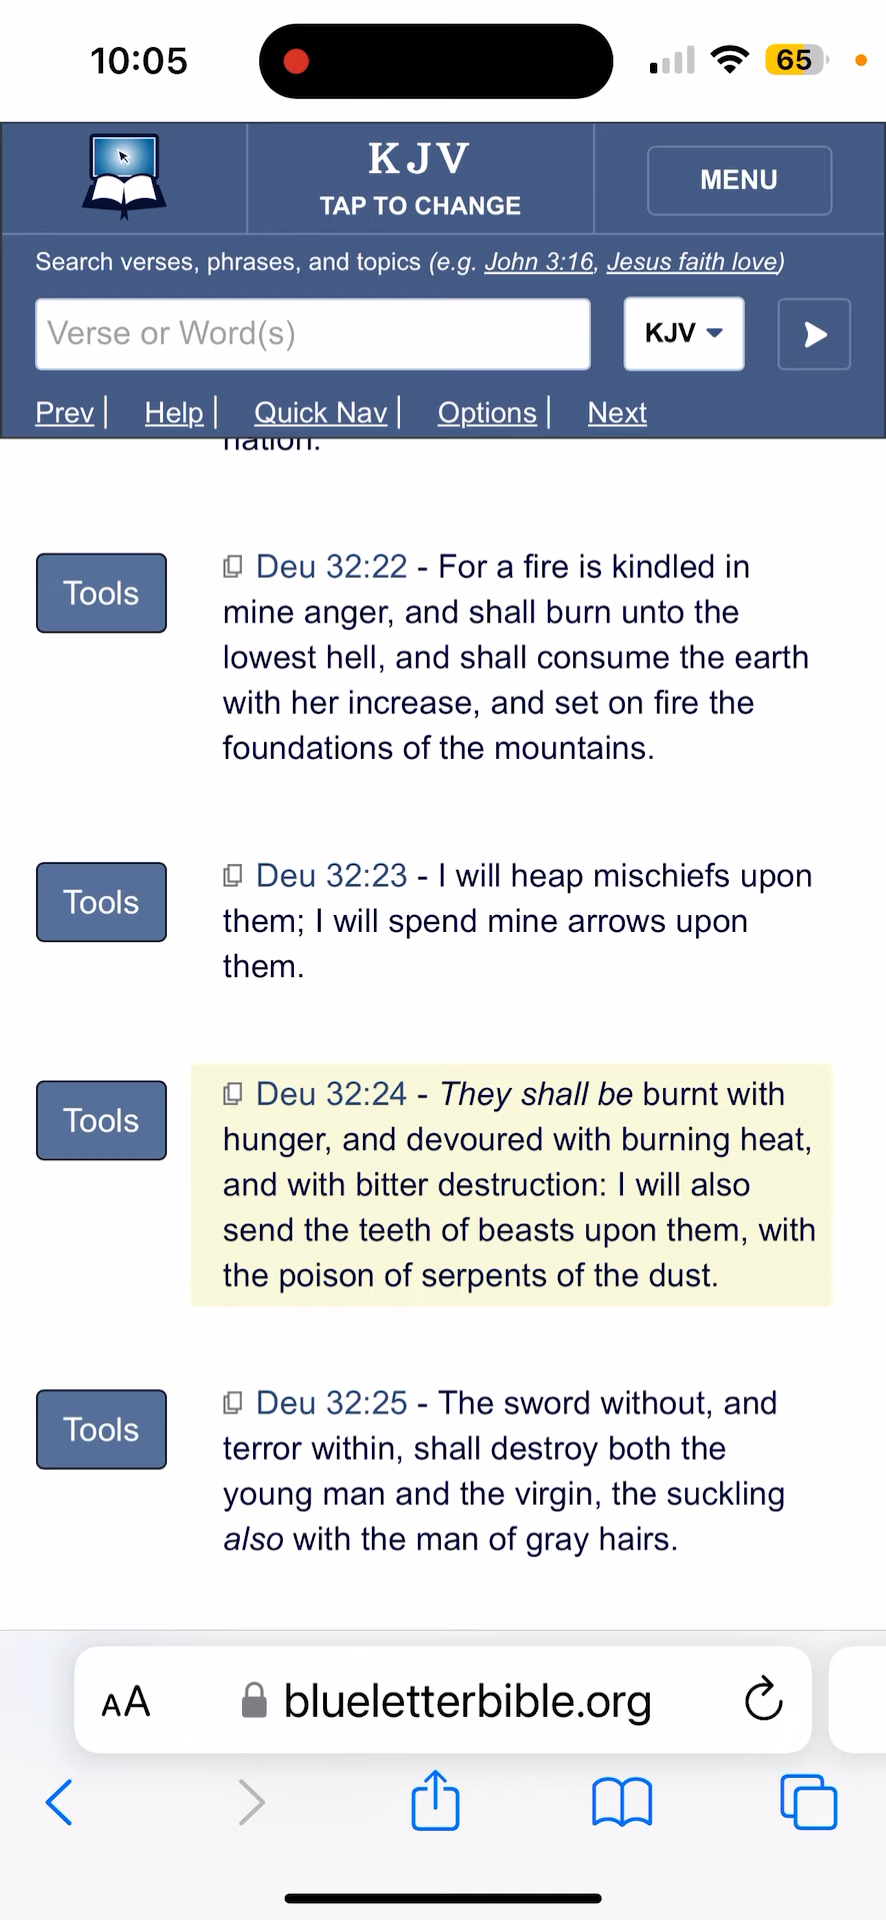 10:05
65
KJV
TAP TO CHANGE
MENU
Search verses, phrases, and topics (e.g. John 3:16, Jesus faith love)
Verse or Word(s)
KJV
Prev | Help | Quick Nav | Options | Next
nation.
Tools
Deu 32:22 - For a fire is kindled in
mine anger, and shall burn unto the
lowest hell, and shall consume the earth
with her increase, and set on fire the
foundations of the mountains.
Tools
Deu 32:23 - I will heap mischiefs upon
them; I will spend mine arrows upon
them.
Tools
Deu 32:24 - They shall be burnt with
hunger, and devoured with burning heat,
and with bitter destruction: I will also
send the teeth of beasts upon them, with
the poison of serpents of the dust.
Tools
Deu 32:25 - The sword without, and
terror within, shall destroy both the
young man and the virgin, the suckling
also with the man of gray hairs.
AA
blueletterbible.org